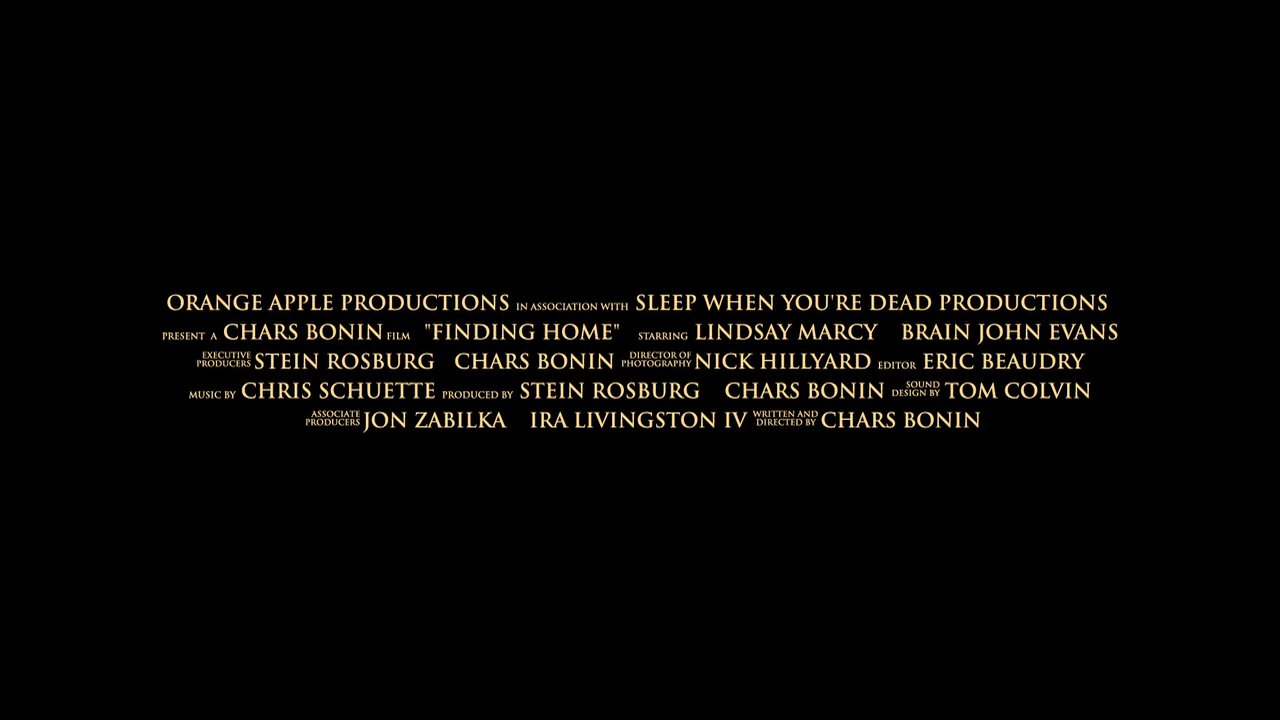 ORANGE APPLE PRODUCTIONS IN ASSOCIATION WITH SLEEP WHEN YOU'RE DEAD PRODUCTIONS
PRESENT A CHARS BONIN FILM "FINDING HOME" STARRING LINDSAY MARCY BRAIN JOHN EVANS
EXECUTIVE PRODUCERS STEIN ROSBURG CHARS BONIN DIRECTOR OF PHOTOGRAPHY NICK HILLYARD EDITOR ERIC BEAUDRY
MUSIC BY CHRIS SCHUETTE PRODUCED BY STEIN ROSBURG CHARS BONIN SOUND DESIGN BY TOM COLVIN
ASSOCIATE PRODUCERS JON ZABILKA IRA LIVINGSTON IV WRITTEN AND DIRECTED BY CHARS BONIN